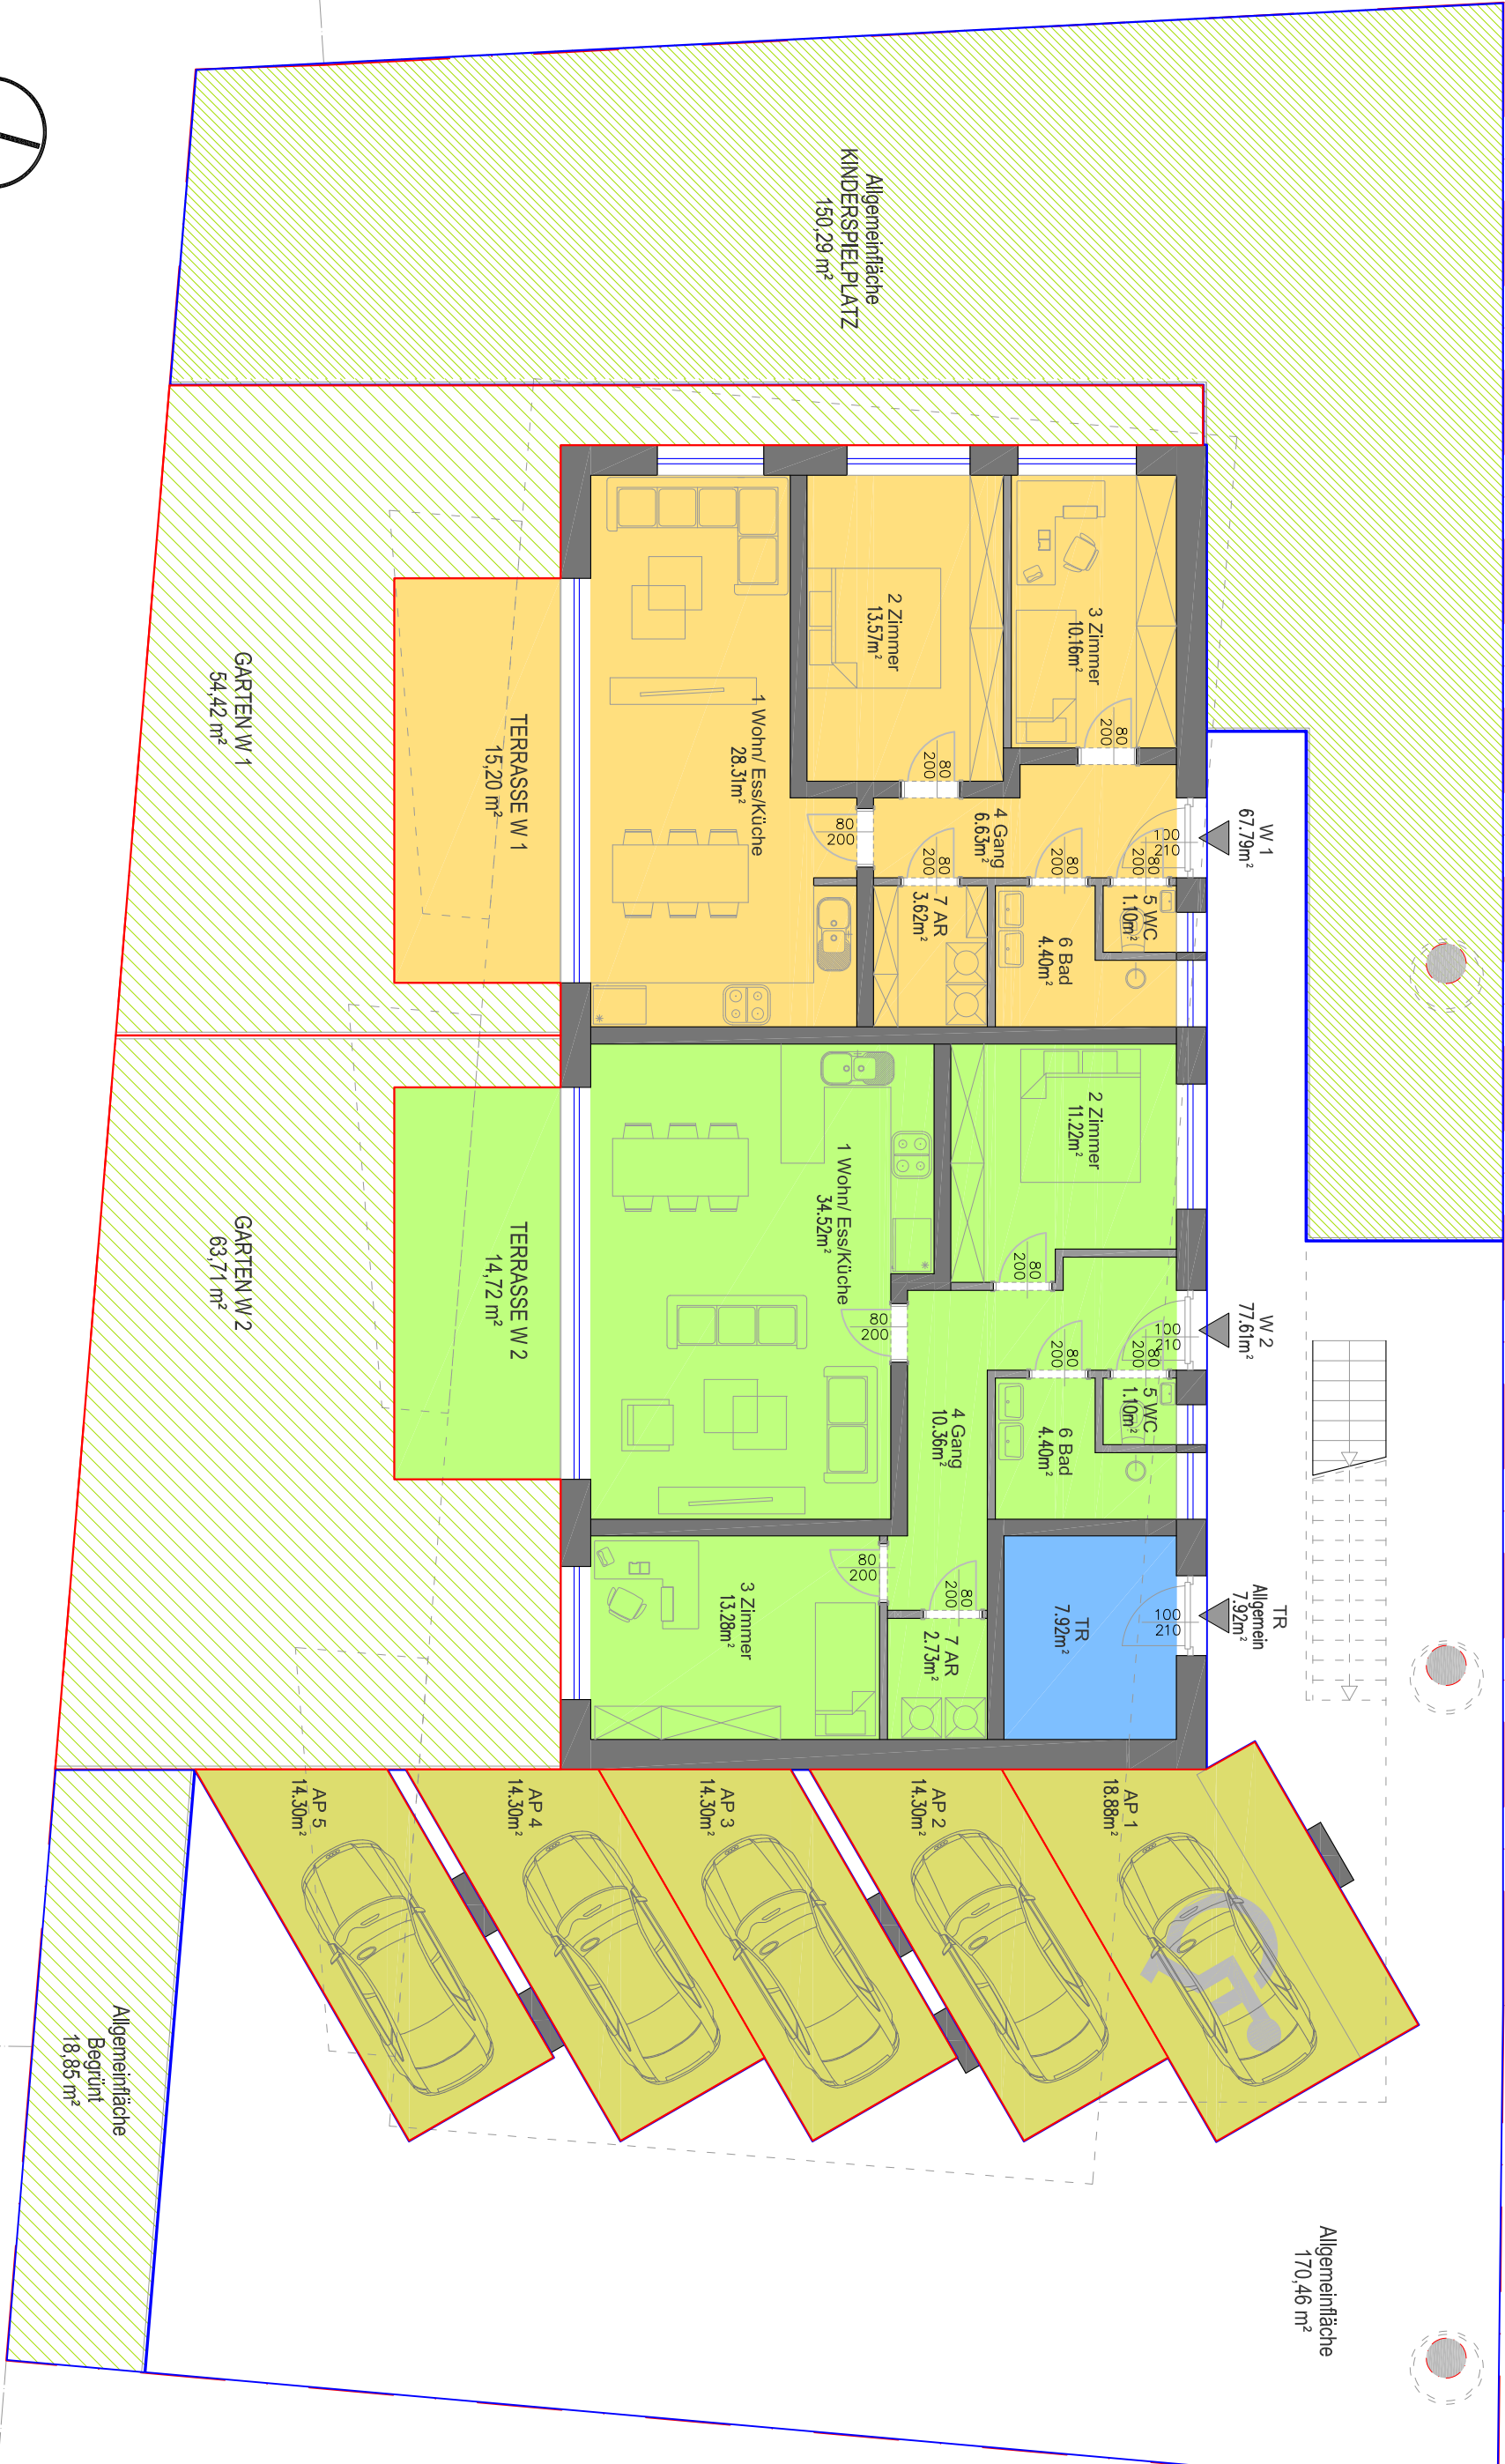 Allgemeinfläche
KINDERSPIELPLATZ
150,29 m²
W 1
67.79m²
W 2
77.61m²
TR
Allgemein
7.92m²
Allgemeinfläche
170,46 m²
3 Zimmer
10.16m²
80
200
100
210
80
200
5 WC
1.10m²
2 Zimmer
13.57m²
80
200
4 Gang
6.63m²
80
200
6 Bad
4.40m²
80
200
7 AR
3.62m²
1 Wohn/ Ess/Küche
28.31m²
80
200
TERRASSE W 1
15,20 m²
GARTEN W 1
54,42 m²
2 Zimmer
11.22m²
80
200
100
210
80
200
5 WC
1.10m²
80
200
6 Bad
4.40m²
4 Gang
10.36m²
1 Wohn/ Ess/Küche
34.52m²
80
200
80
200
7 AR
2.73m²
80
200
3 Zimmer
13.28m²
TERRASSE W 2
14,72 m²
GARTEN W 2
63,71 m²
100
210
TR
7.92m²
AP 1
18.88m²
AP 2
14.30m²
AP 3
14.30m²
AP 4
14.30m²
AP 5
14.30m²
Allgemeinfläche
Begrünt
18,85 m²